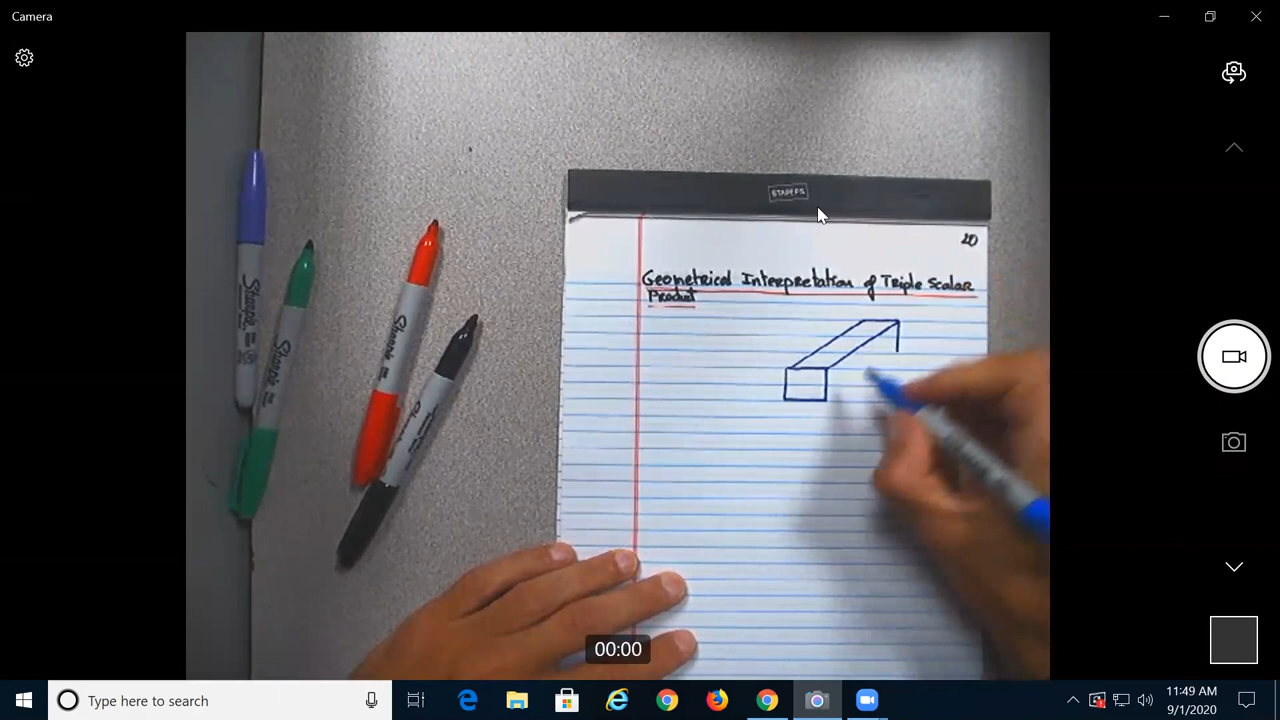 Camera
STAPLES
20
Geometrical Interpretation of Triple Scalar
Product
Sharpie
Sharpie
Sharpie
00:00
Type here to search
11:49 AM
9/1/2020